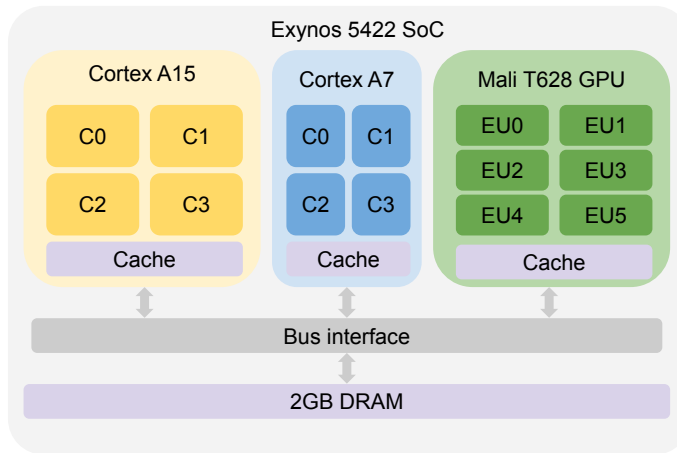 Exynos 5422 SoC
Cortex A15
Cortex A7
Mali T628 GPU
C0
C1
C0
C1
EU0
EU1
C2
C3
C2
C3
EU2
EU3
EU4
EU5
Cache
Cache
Cache
Bus interface
2GB DRAM